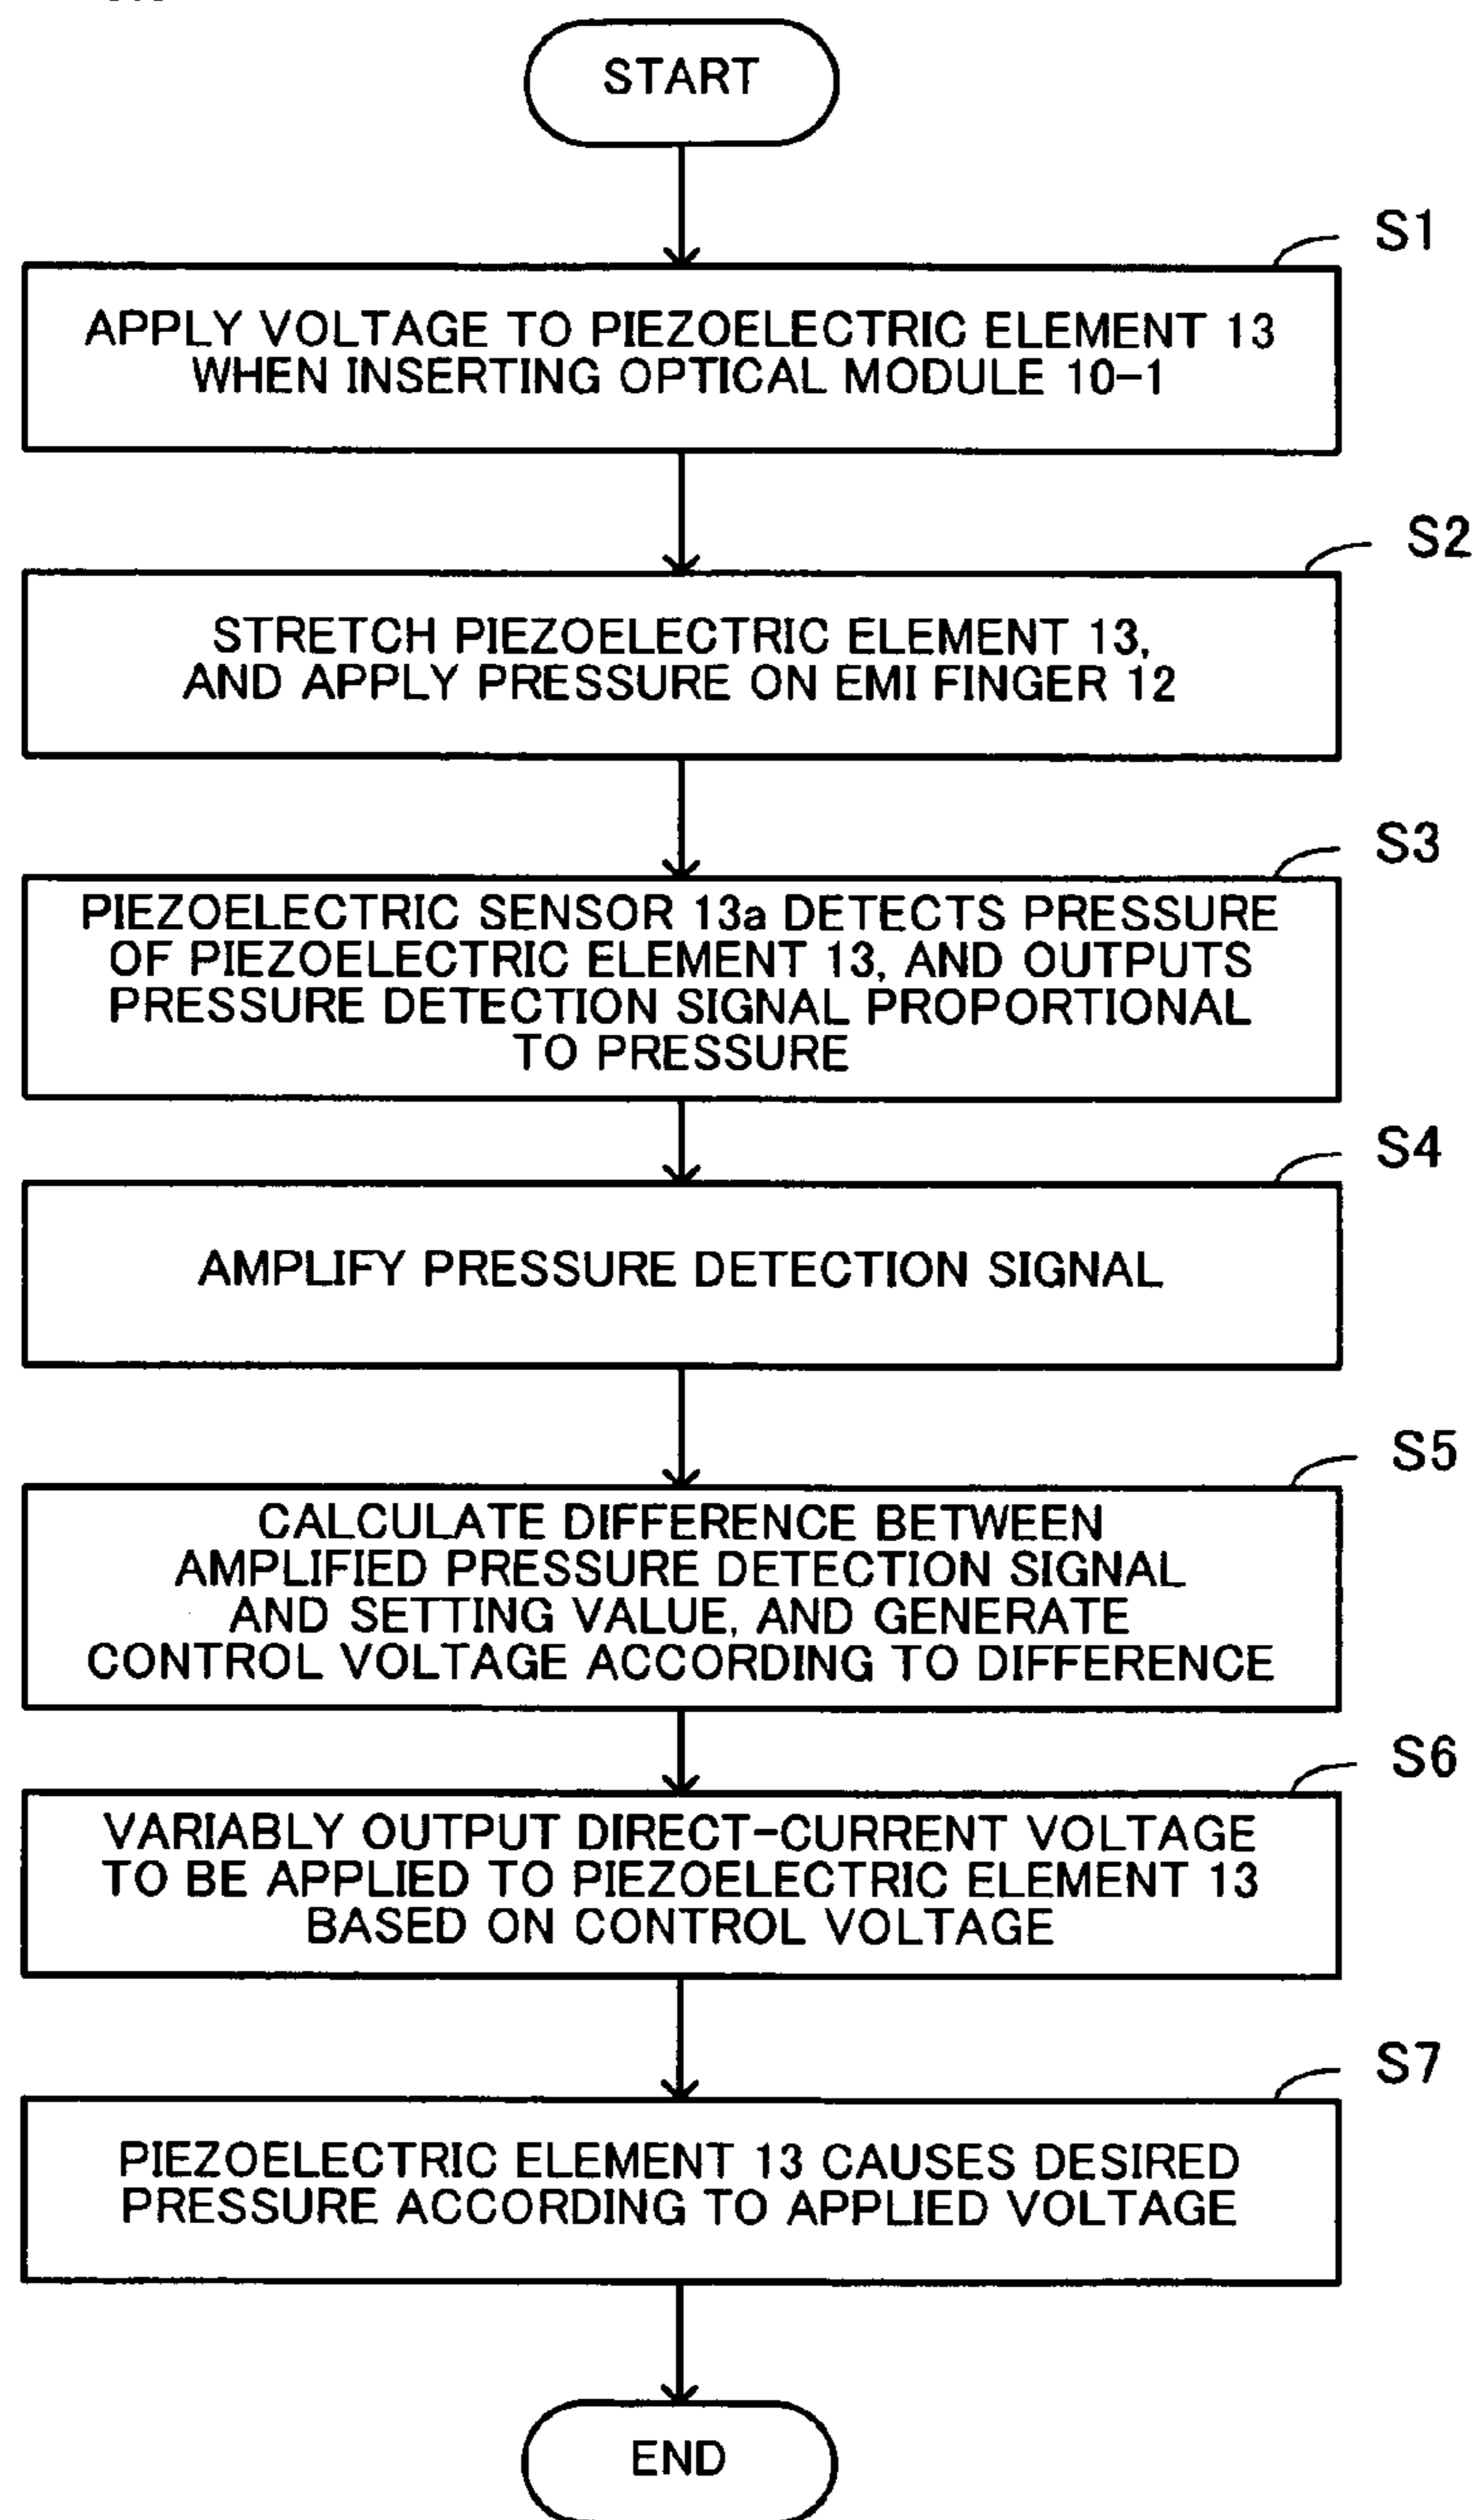 START
S1
APPLY VOLTAGE TO PIEZOELECTRIC ELEMENT 13
WHEN INSERTING OPTICAL MODULE 10-1
S2
STRETCH PIEZOELECTRIC ELEMENT 13,
AND APPLY PRESSURE ON EMI FINGER 12
S3
PIEZOELECTRIC SENSOR 13a DETECTS PRESSURE
OF PIEZOELECTRIC ELEMENT 13, AND OUTPUTS
PRESSURE DETECTION SIGNAL PROPORTIONAL
TO PRESSURE
S4
AMPLIFY PRESSURE DETECTION SIGNAL
S5
CALCULATE DIFFERENCE BETWEEN
AMPLIFIED PRESSURE DETECTION SIGNAL
AND SETTING VALUE, AND GENERATE
CONTROL VOLTAGE ACCORDING TO DIFFERENCE
S6
VARIABLY OUTPUT DIRECT-CURRENT VOLTAGE
TO BE APPLIED TO PIEZOELECTRIC ELEMENT 13
BASED ON CONTROL VOLTAGE
S7
PIEZOELECTRIC ELEMENT 13 CAUSES DESIRED
PRESSURE ACCORDING TO APPLIED VOLTAGE
END